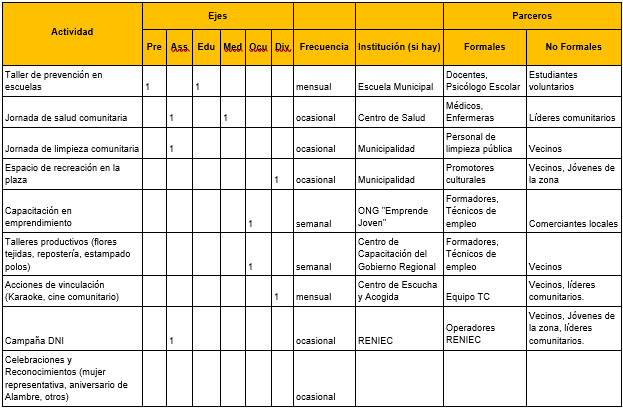 Actividad Ejes Frecuencia Institución (si hay) Parceros
Pre Ass. Edu Med Ocu Div. Formales No Formales
Taller de prevención en escuelas 1 1 mensual Escuela Municipal Docentes, Psicólogo Escolar Estudiantes voluntarios
Jornada de salud comunitaria 1 1 ocasional Centro de Salud Médicos, Enfermeras Líderes comunitarios
Jornada de limpieza comunitaria 1 ocasional Municipalidad Personal de limpieza pública Vecinos
Espacio de recreación en la plaza 1 ocasional Municipalidad Promotores culturales Vecinos, Jóvenes de la zona
Capacitación en emprendimiento 1 semanal ONG "Emprende Joven" Formadores, Técnicos de empleo Comerciantes locales
Talleres productivos (flores tejidas, repostería, estampado polos) 1 semanal Centro de Capacitación del Gobierno Regional Formadores, Técnicos de empleo Vecinos
Acciones de vinculación (Karaoke, cine comunitario) 1 mensual Centro de Escucha y Acogida Equipo TC Vecinos, líderes comunitarios.
Campaña DNI 1 ocasional RENIEC Operadores RENIEC Vecinos, Jóvenes de la zona, líderes comunitarios.
Celebraciones y Reconocimientos (mujer representativa, aniversario de Alambre, otros) ocasional